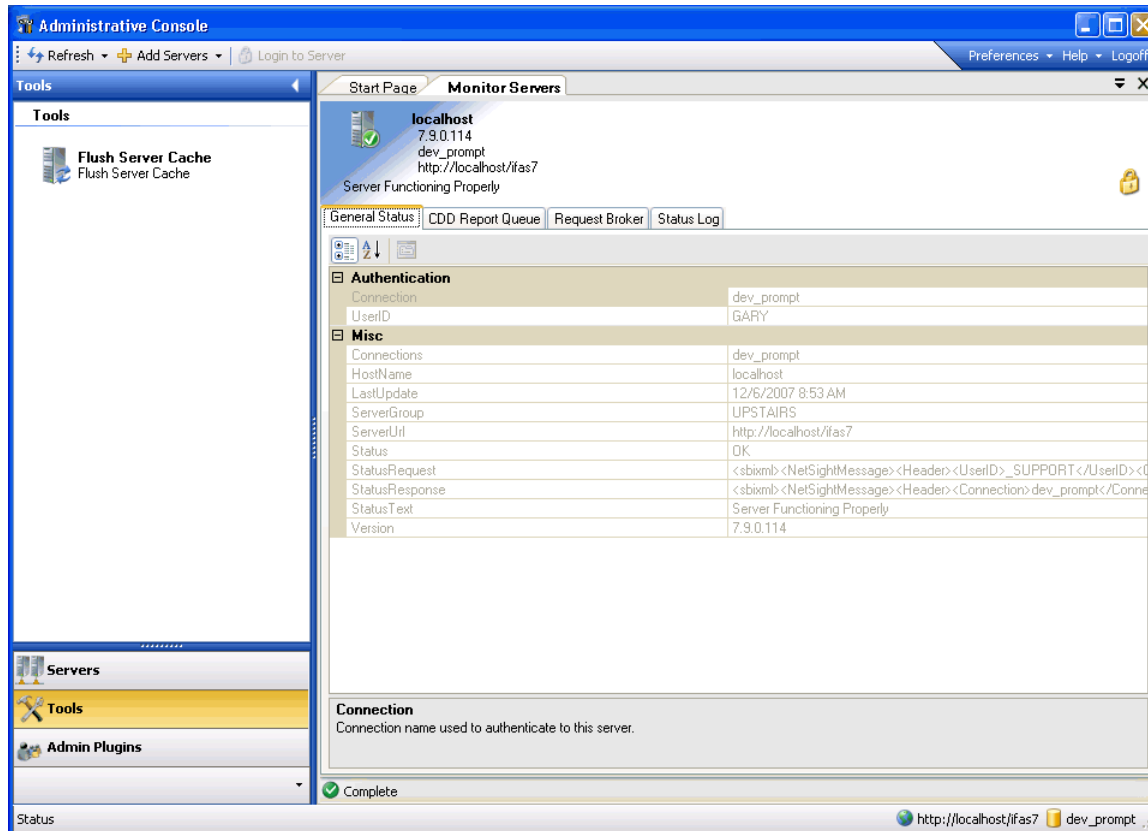 Administrative Console
Refresh Add Servers Login to Server Preferences Help Logoff
Tools
Tools
Flush Server Cache
Flush Server Cache
Servers
Tools
Admin Plugins
Start Page Monitor Servers
localhost
7.9.0.114
dev_prompt
http://localhost/ifas7
Server Functioning Properly
General Status CDD Report Queue Request Broker Status Log
Authentication
Connection dev_prompt
UserID GARY
Misc
Connections dev_prompt
HostName localhost
LastUpdate 12/6/2007 8:53 AM
ServerGroup UPSTAIRS
ServerUrl http://localhost/ifas7
Status OK
StatusRequest <sbixml><NetSightMessage><Header><UserID>_SUPPORT</UserID><
StatusResponse <sbixml><NetSightMessage><Header><Connection>dev_prompt</Conne
StatusText Server Functioning Properly
Version 7.9.0.114
Connection
Connection name used to authenticate to this server.
Complete
Status http://localhost/ifas7 dev_prompt